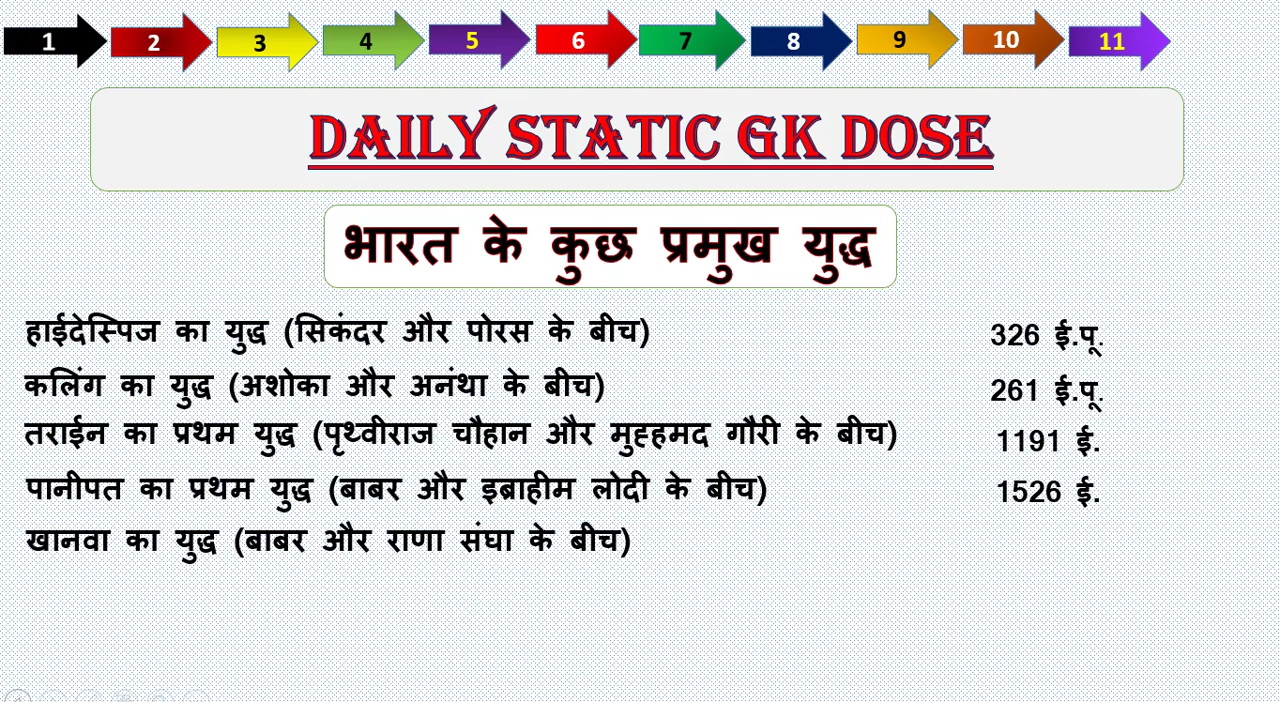 1 2 3 4 5 6 7 8 9 10 11
DAILY STATIC GK DOSE
भारत के कुछ प्रमुख युद्ध
हाईदेस्पिज का युद्ध (सिकंदर और पोरस के बीच) 326 ई.पू.
कलिंग का युद्ध (अशोका और अनंथा के बीच) 261 ई.पू.
तराईन का प्रथम युद्ध (पृथ्वीराज चौहान और मुह्हमद गौरी के बीच) 1191 ई.
पानीपत का प्रथम युद्ध (बाबर और इब्राहीम लोदी के बीच) 1526 ई.
खानवा का युद्ध (बाबर और राणा संघा के बीच)